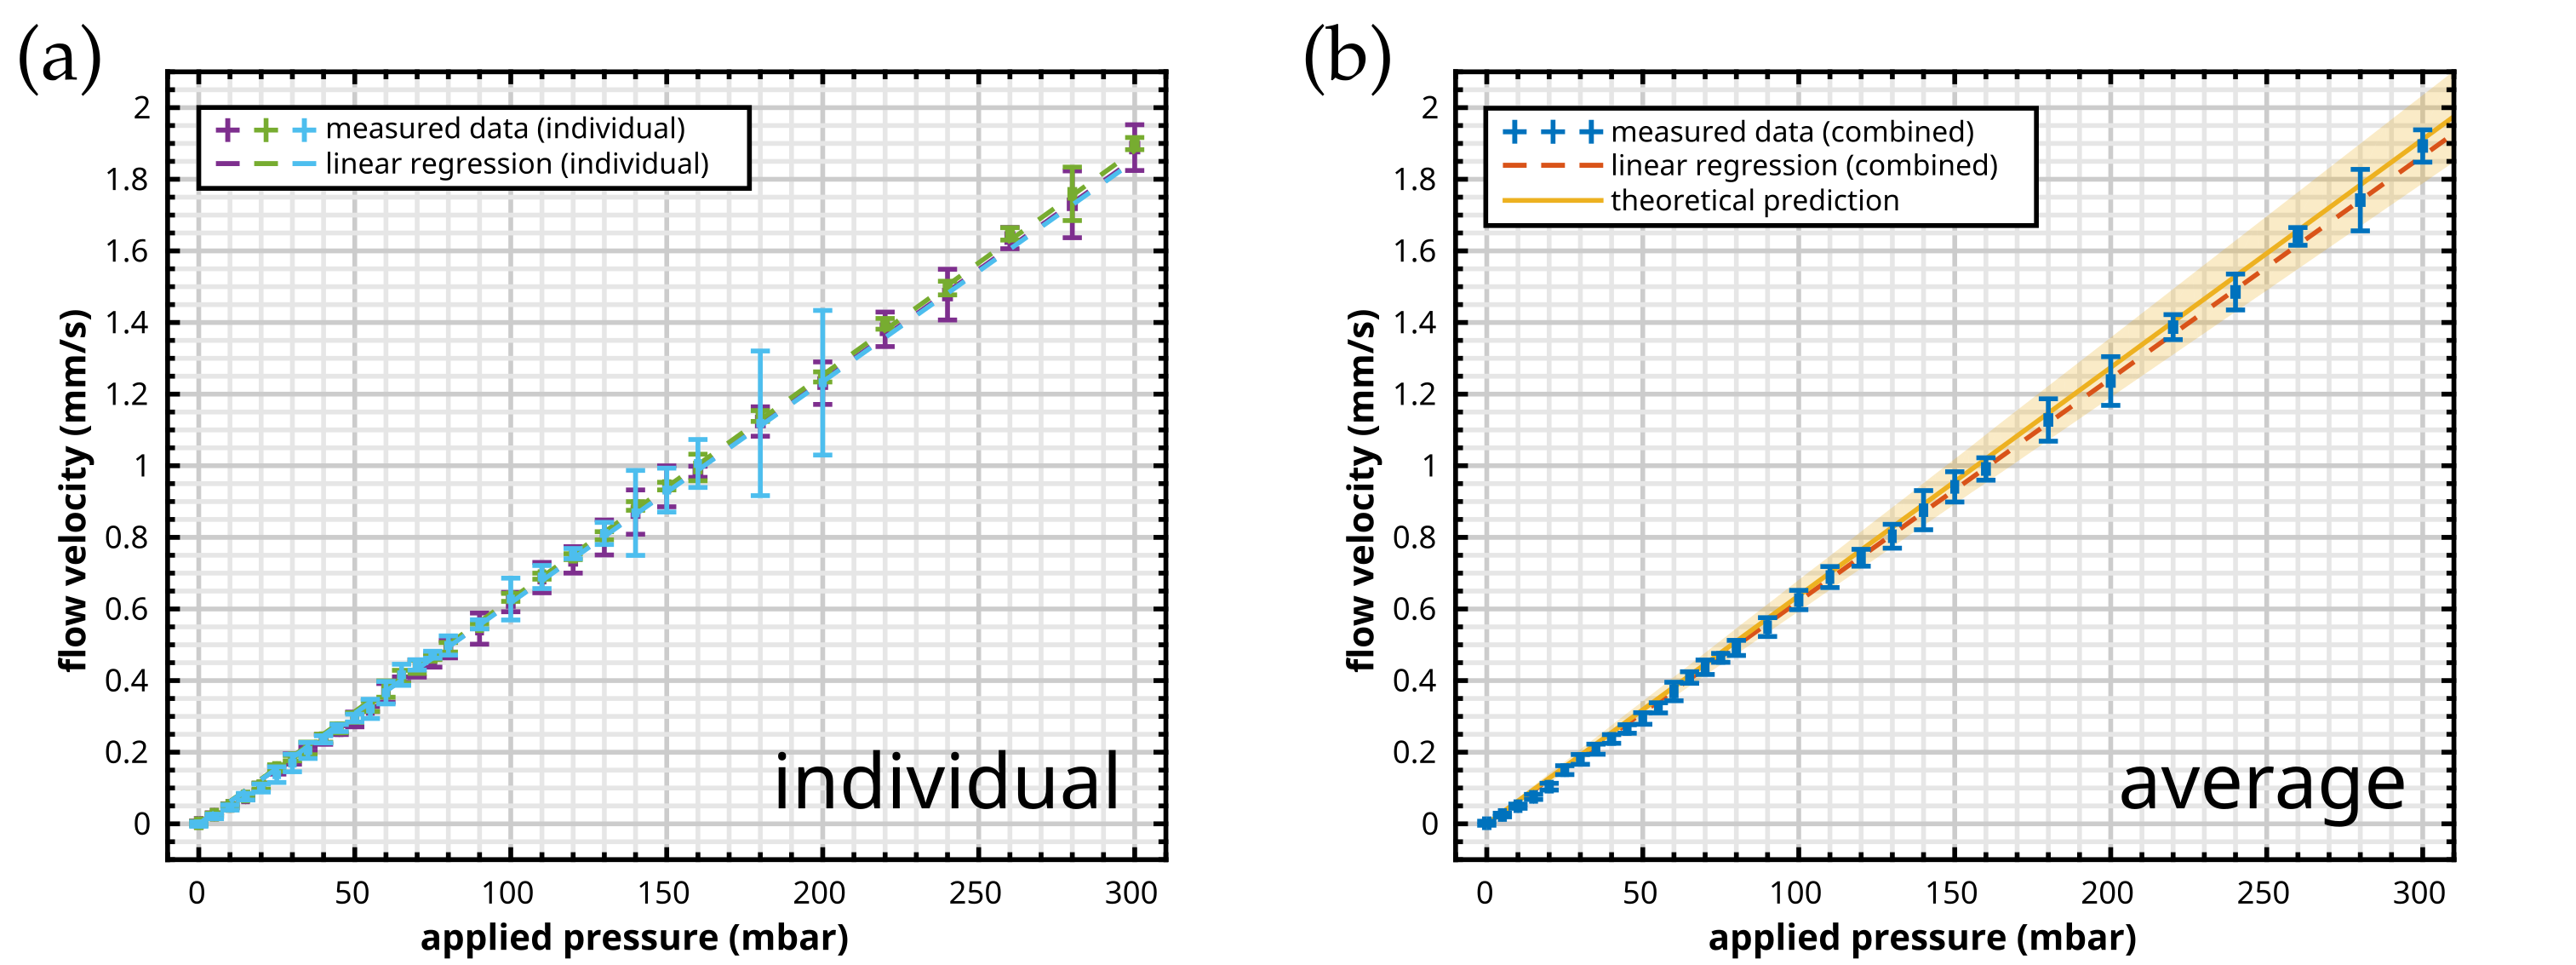 (a)
2
1.8
1.6
1.4
1.2
1
0.8
0.6
0.4
0.2
0
flow velocity (mm/s)
measured data (individual)
linear regression (individual)
individual
0 50 100 150 200 250 300
applied pressure (mbar)
(b)
2
1.8
1.6
1.4
1.2
1
0.8
0.6
0.4
0.2
0
flow velocity (mm/s)
measured data (combined)
linear regression (combined)
theoretical prediction
average
0 50 100 150 200 250 300
applied pressure (mbar)